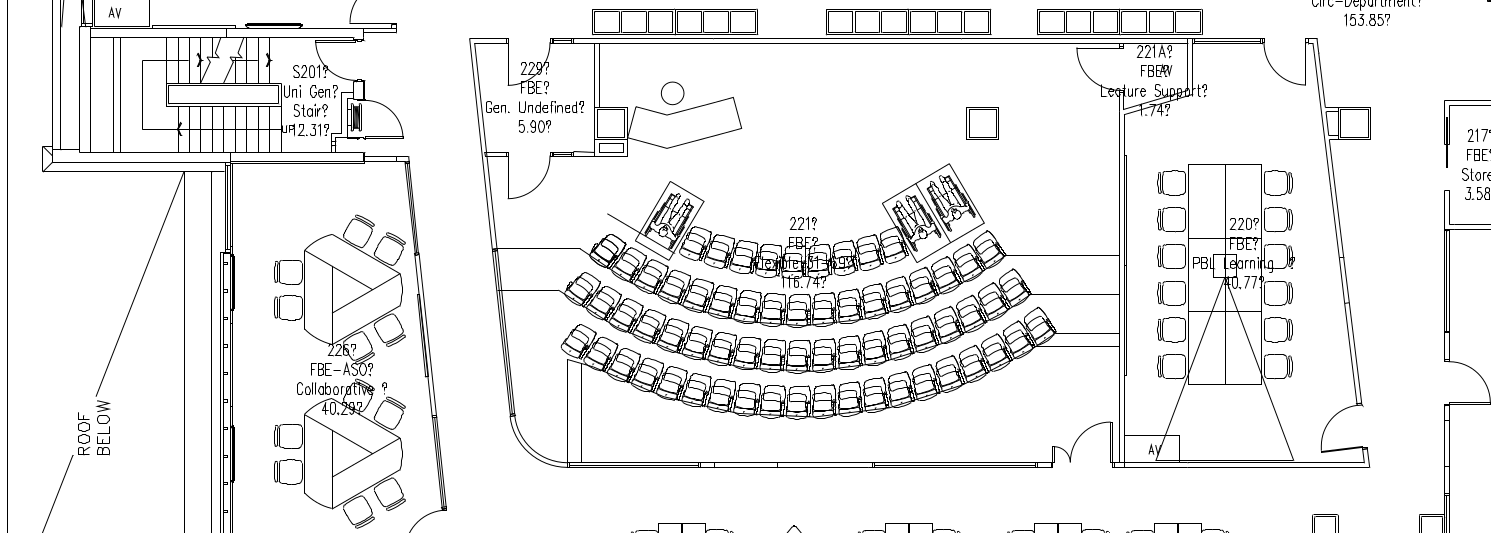 AV
Circ-Department?
153.85?
S201?
Uni Gen?
Stair?
12.31?
UP
229?
FBE?
Gen. Undefined?
5.90?
221A?
FBE?
AV
Lecture Support?
1.74?
217?
FBE?
Store
3.58
221?
FBE?
116.74?
220?
FBE?
PBL Learning ?
40.77?
226?
FBE-ASO?
Collaborative ?
40.29?
ROOF
BELOW
AV